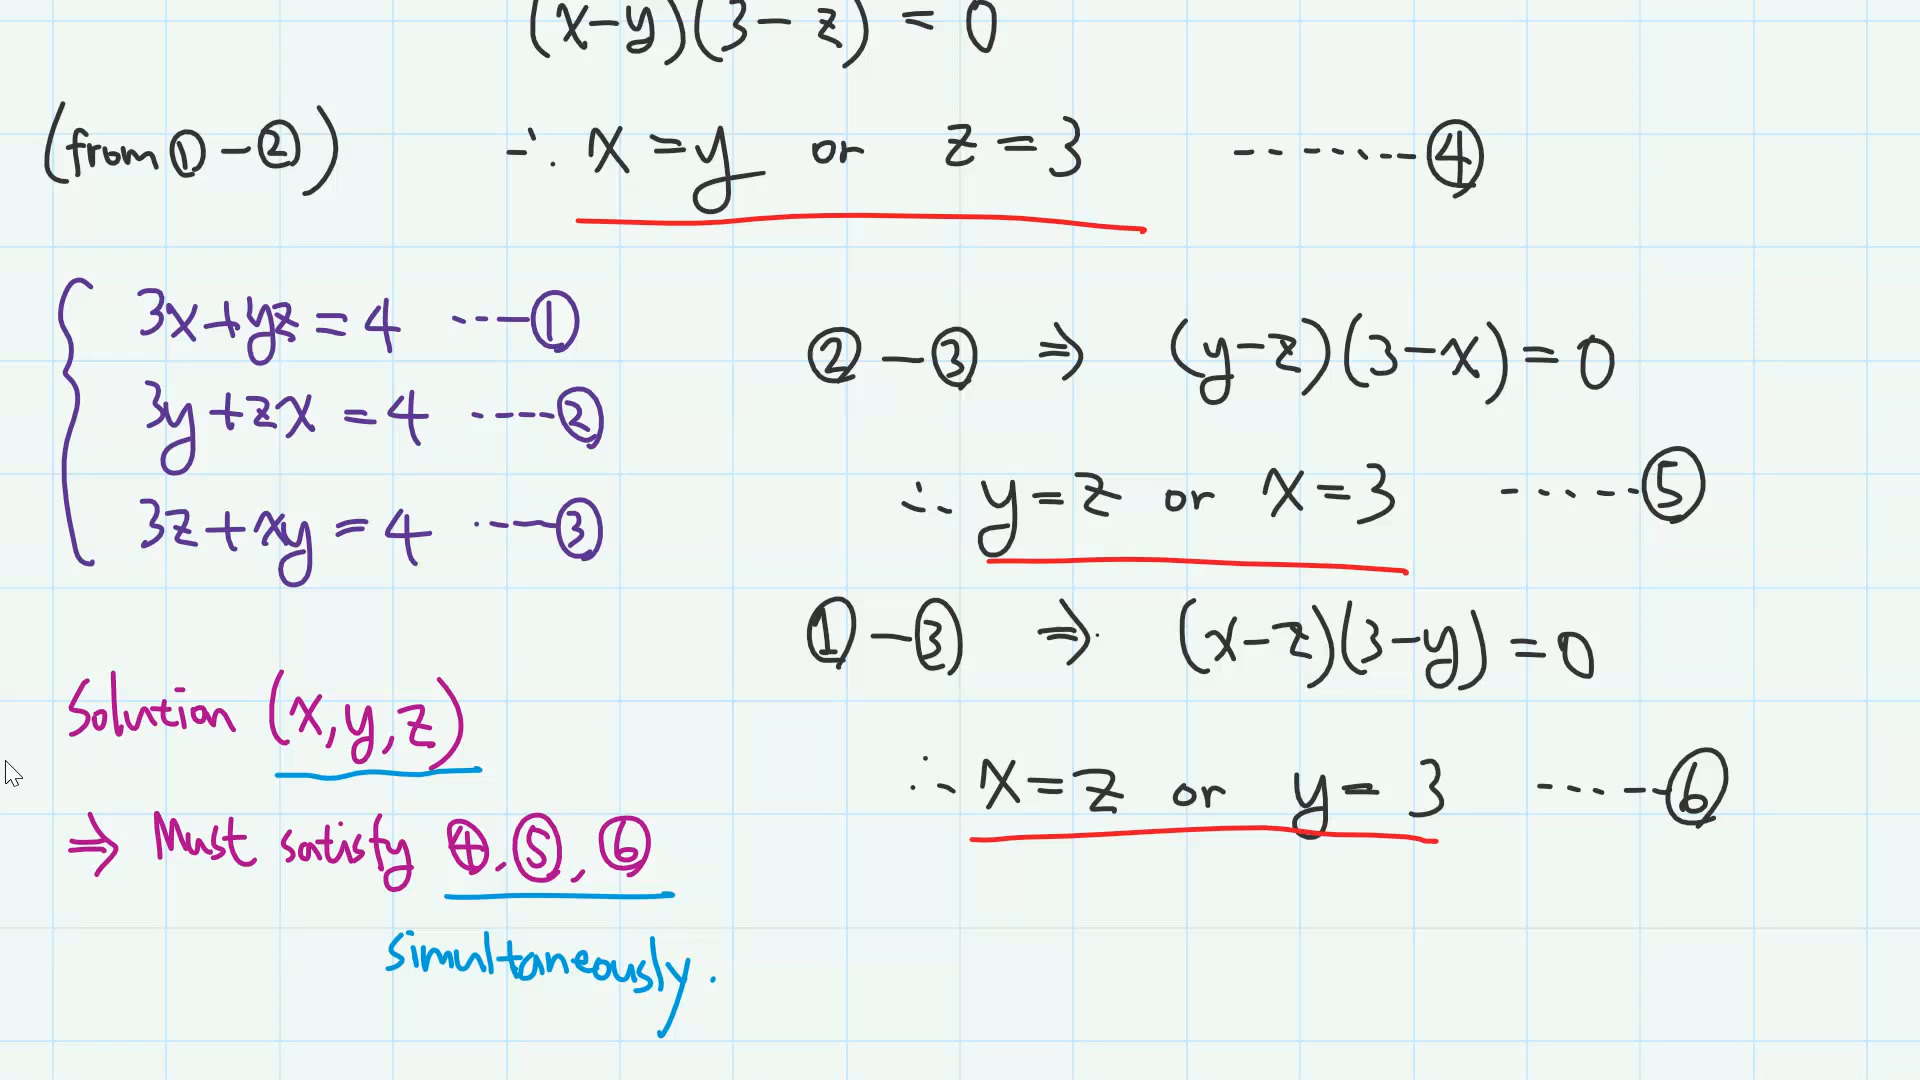 (x-y)(3-z) = 0
(from ①-②) ∴ x = y or z = 3 -------- ④
3x+yz = 4 ---- ①
3y+zx = 4 ----- ②
3z+xy = 4 ---- ③
Solution (x, y, z)
⇒ Must satisfy ④, ⑤, ⑥
simultaneously.
②-③ ⇒ (y-z)(3-x) = 0
∴ y = z or x = 3 ------ ⑤
①-③ ⇒ (x-z)(3-y) = 0
∴ x = z or y = 3 ------ ⑥